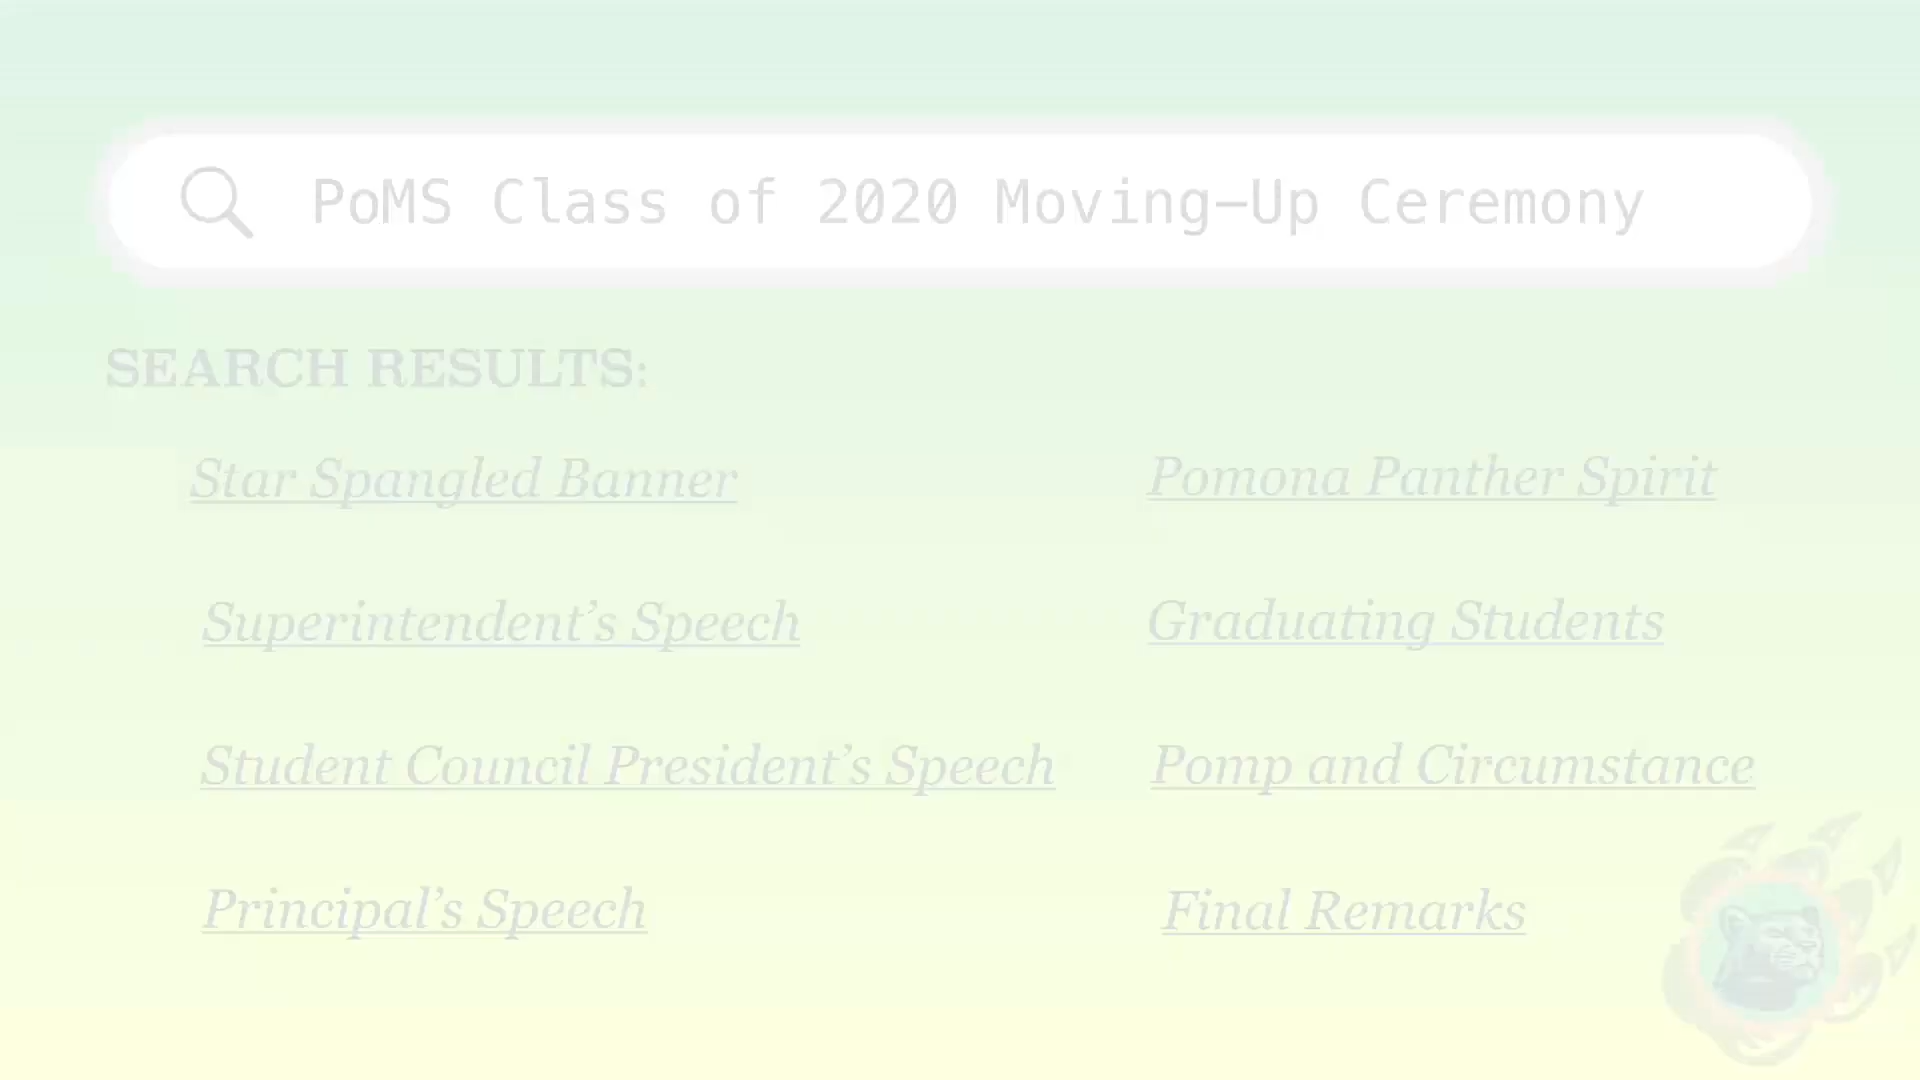 PoMS Class of 2020 Moving-Up Ceremony
SEARCH RESULTS:
Star Spangled Banner
Superintendent's Speech
Student Council President's Speech
Principal's Speech
Pomona Panther Spirit
Graduating Students
Pomp and Circumstance
Final Remarks